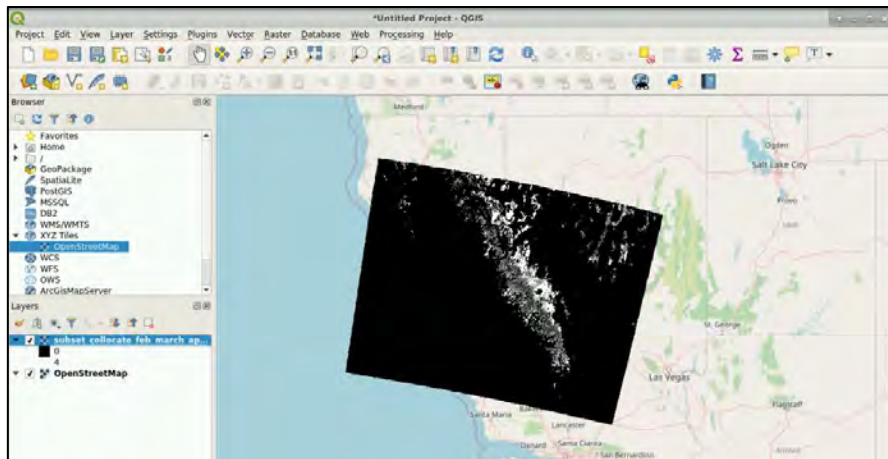 *Untitled Project - QGIS
Project Edit View Layer Settings Plugins Vector Raster Database Web Processing Help
Browser
Favorites
Home
/
GeoPackage
SpatiaLite
PostGIS
MSSQL
DB2
WMS/WMTS
XYZ Tiles
OpenStreetMap
WCS
WFS
OWS
ArcGisMapServer
Layers
subset_collocate_feb_march_ap...
0
4
OpenStreetMap
Medford
Ogden
Salt Lake City
Provo
St. George
Las Vegas
Flagstaff
Santa Maria
Lancaster
Oxnard
Santa Clarita
San Bernardino